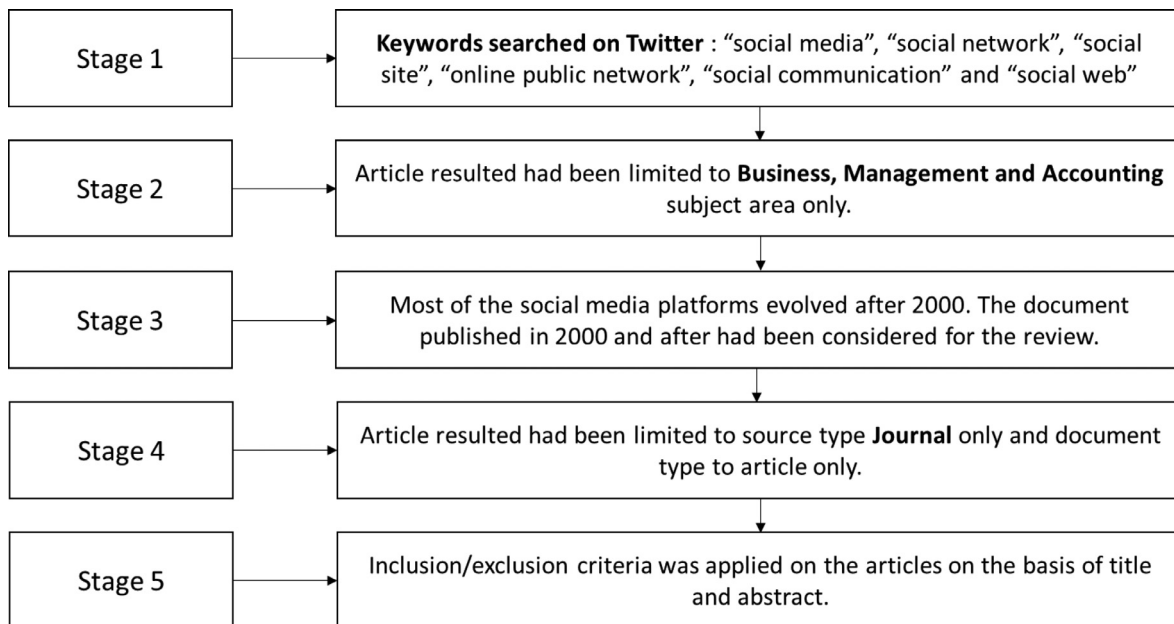 Stage 1
Keywords searched on Twitter : “social media”, “social network”, “social
site”, “online public network”, “social communication” and “social web”
Stage 2
Article resulted had been limited to Business, Management and Accounting
subject area only.
Stage 3
Most of the social media platforms evolved after 2000. The document
published in 2000 and after had been considered for the review.
Stage 4
Article resulted had been limited to source type Journal only and document
type to article only.
Stage 5
Inclusion/exclusion criteria was applied on the articles on the basis of title
and abstract.